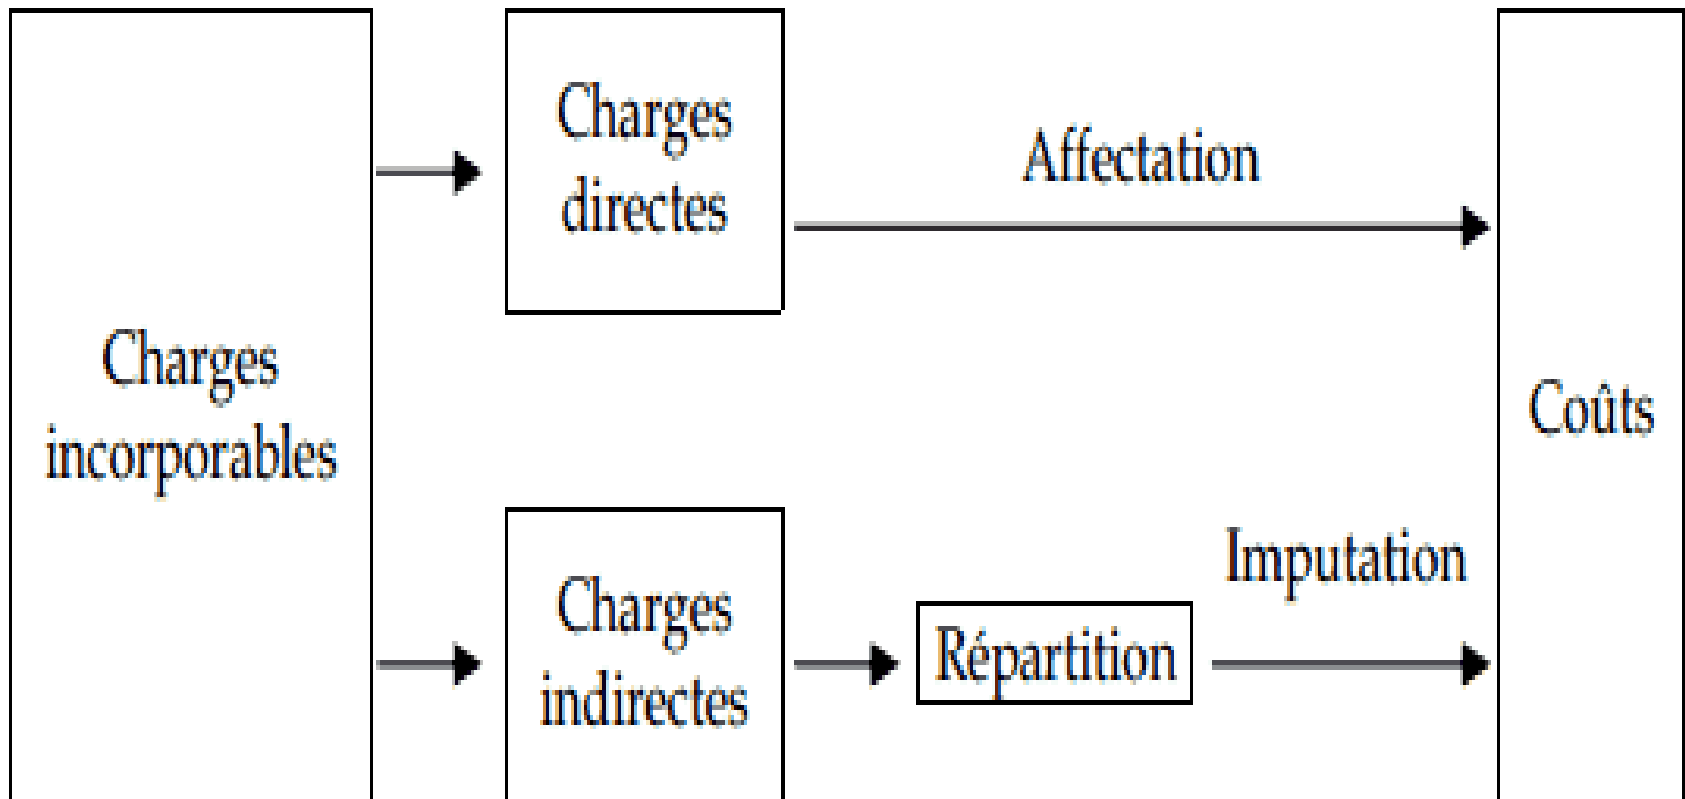 Charges
incorporables
Charges
directes
Affectation
Charges
indirectes
Répartition
Imputation
Coûts